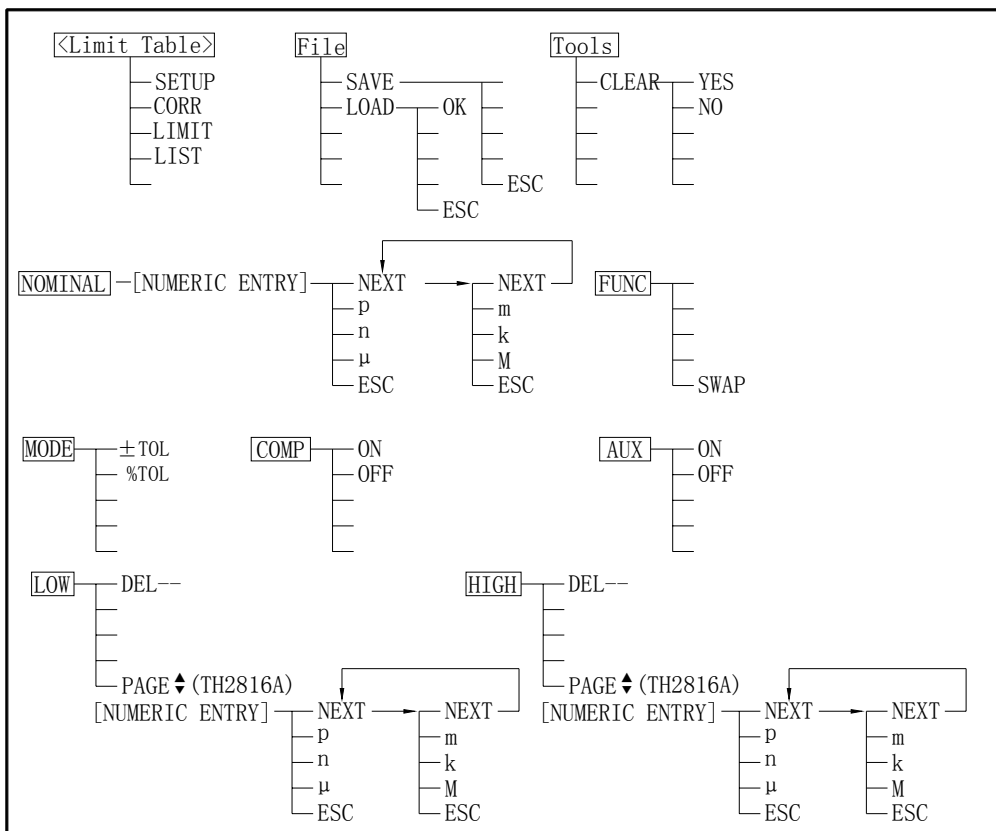 <Limit Table>
SETUP
CORR
LIMIT
LIST
File
SAVE
LOAD
OK
ESC
ESC
Tools
CLEAR
YES
NO
NOMINAL
[NUMERIC ENTRY]
NEXT
p
n
μ
ESC
NEXT
m
k
M
ESC
FUNC
SWAP
MODE
±TOL
%TOL
COMP
ON
OFF
AUX
ON
OFF
LOW
DEL--
PAGE (TH2816A)
[NUMERIC ENTRY]
NEXT
p
n
μ
ESC
NEXT
m
k
M
ESC
HIGH
DEL--
PAGE (TH2816A)
[NUMERIC ENTRY]
NEXT
p
n
μ
ESC
NEXT
m
k
M
ESC